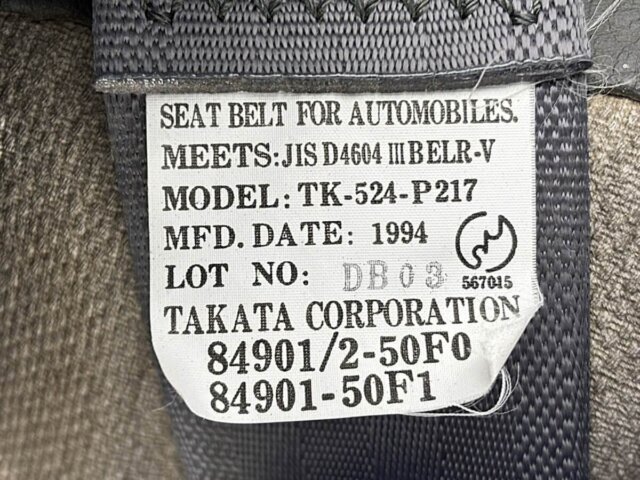 SEAT BELT FOR AUTOMOBILES.
MEETS: JIS D4604 III BELR-V
MODEL: TK-524-P217
MFD. DATE: 1994
LOT NO: DB03
567015
TAKATA CORPORATION
84901/2-50F0
84901-50F1